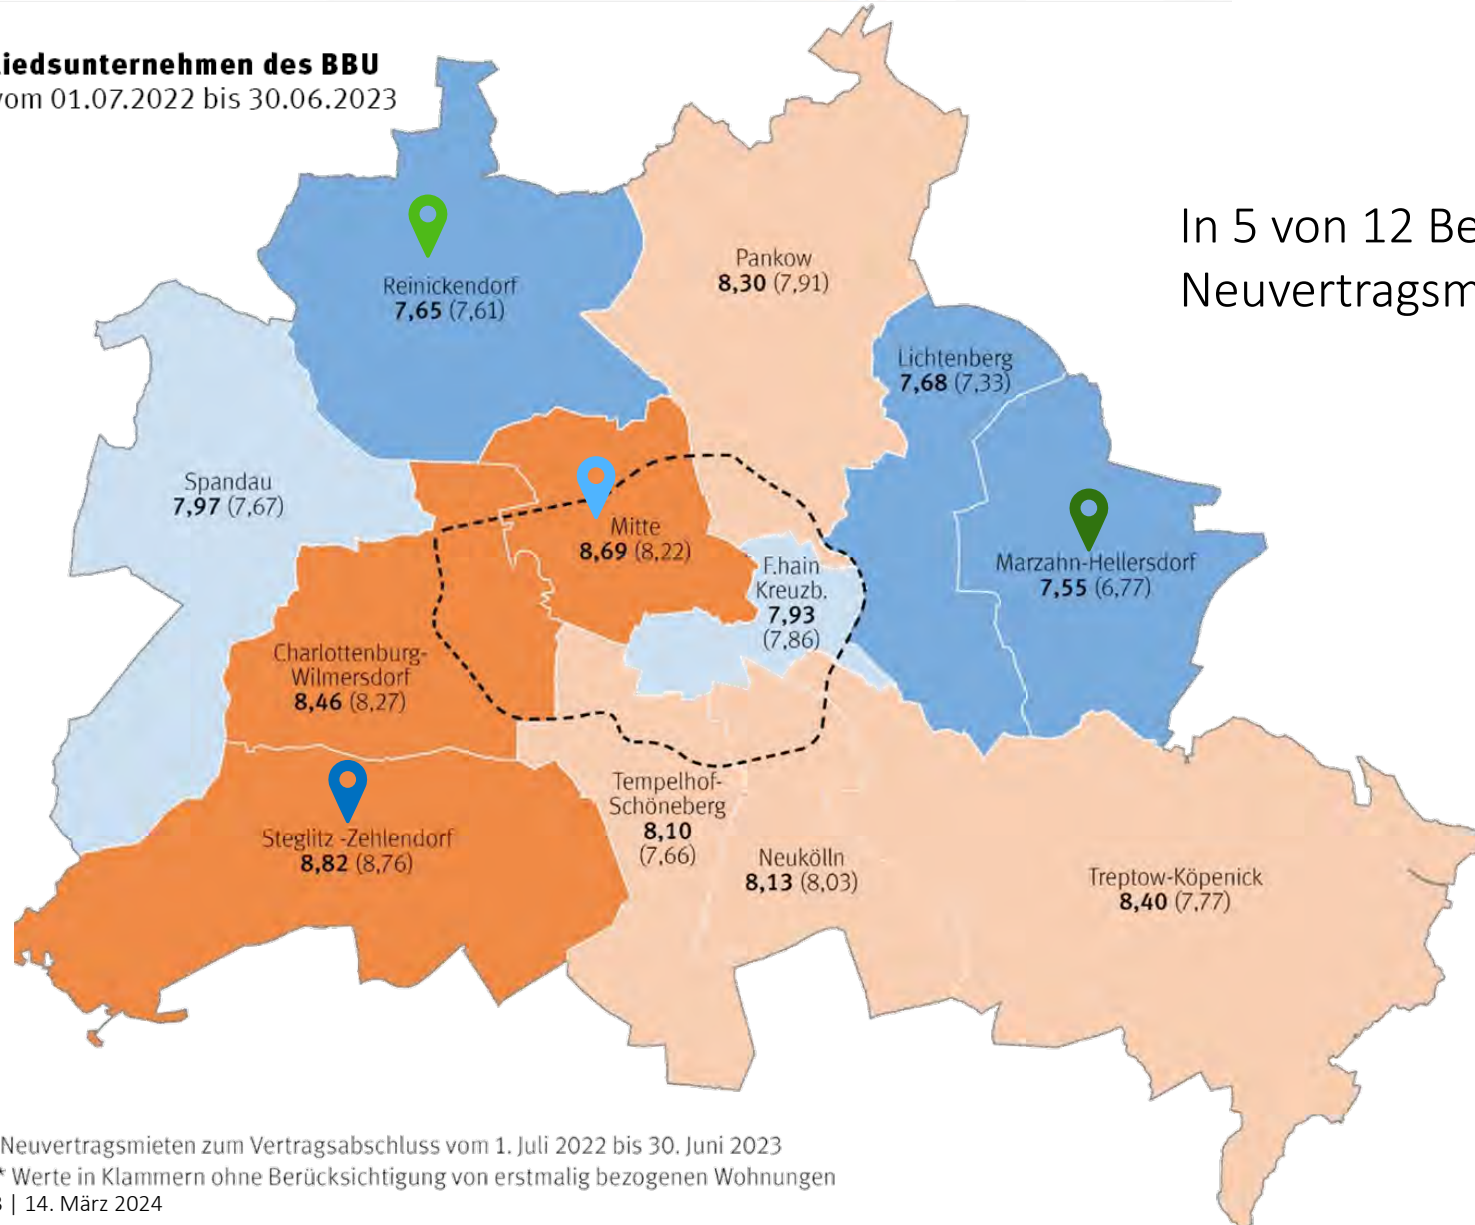 liedsunternehmen des BBU
vom 01.07.2022 bis 30.06.2023
In 5 von 12 Be
Neuvertragsm
Pankow
8,30 (7,91)
Reinickendorf
7,65 (7,61)
Lichtenberg
7,68 (7,33)
Spandau
7,97 (7,67)
Mitte
8,69 (8,22)
F.hain
Kreuzb.
7,93
(7,86)
Marzahn-Hellersdorf
7,55 (6,77)
Charlottenburg-
Wilmersdorf
8,46 (8,27)
Tempelhof-
Schöneberg
8,10
(7,66)
Steglitz -Zehlendorf
8,82 (8,76)
Neukölln
8,13 (8,03)
Treptow-Köpenick
8,40 (7,77)
Neuvertragsmieten zum Vertragsabschluss vom 1. Juli 2022 bis 30. Juni 2023
* Werte in Klammern ohne Berücksichtigung von erstmalig bezogenen Wohnungen
| 14. März 2024